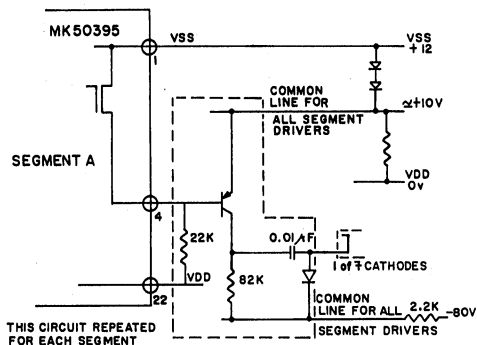 MK50395
VSS
1
VSS
+12
COMMON
LINE FOR
ALL SEGMENT
DRIVERS
≃+10V
SEGMENT A
VDD
0V
4
22K
0.01μF
1 of 7 CATHODES
VDD
82K
22
COMMON
LINE FOR ALL
SEGMENT DRIVERS
2.2K
-80V
THIS CIRCUIT REPEATED
FOR EACH SEGMENT